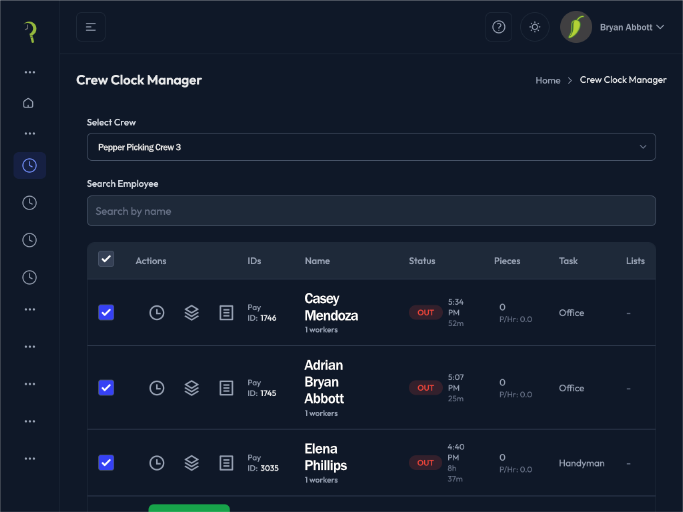 Bryan Abbott
Crew Clock Manager
Home > Crew Clock Manager
Select Crew
Pepper Picking Crew 3
Search Employee
Search by name
Actions IDs Name Status Pieces Task Lists
Pay ID: 1746
Casey Mendoza
1 workers
OUT
5:34 PM
52m
0
P/Hr: 0.0
Office
-
Pay ID: 1745
Adrian Bryan Abbott
1 workers
OUT
5:07 PM
25m
0
P/Hr: 0.0
Office
-
Pay ID: 3035
Elena Phillips
1 workers
OUT
4:40 PM
8h 37m
0
P/Hr: 0.0
Handyman
-